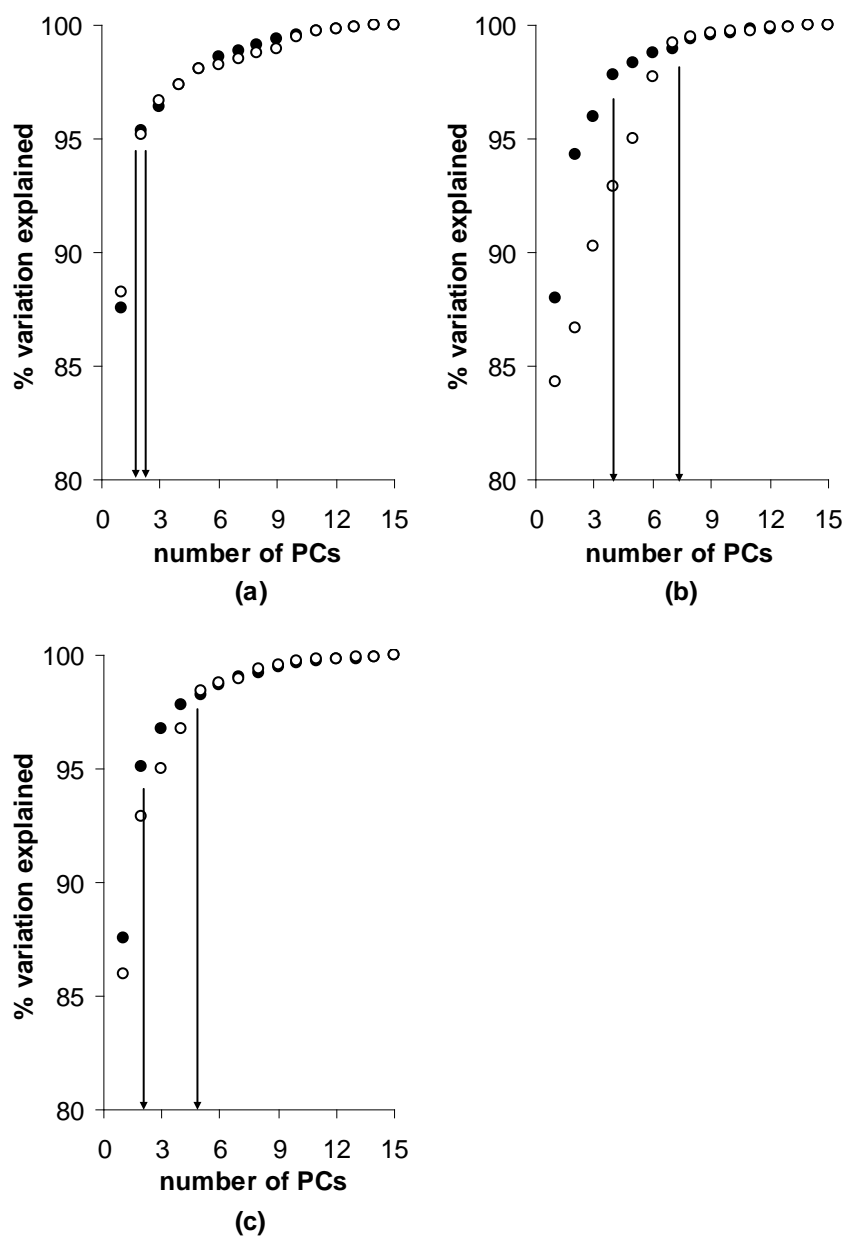 100
95
90
85
80
% variation explained
0 3 6 9 12 15
number of PCs
(a)
100
95
90
85
80
% variation explained
0 3 6 9 12 15
number of PCs
(b)
100
95
90
85
80
% variation explained
0 3 6 9 12 15
number of PCs
(c)